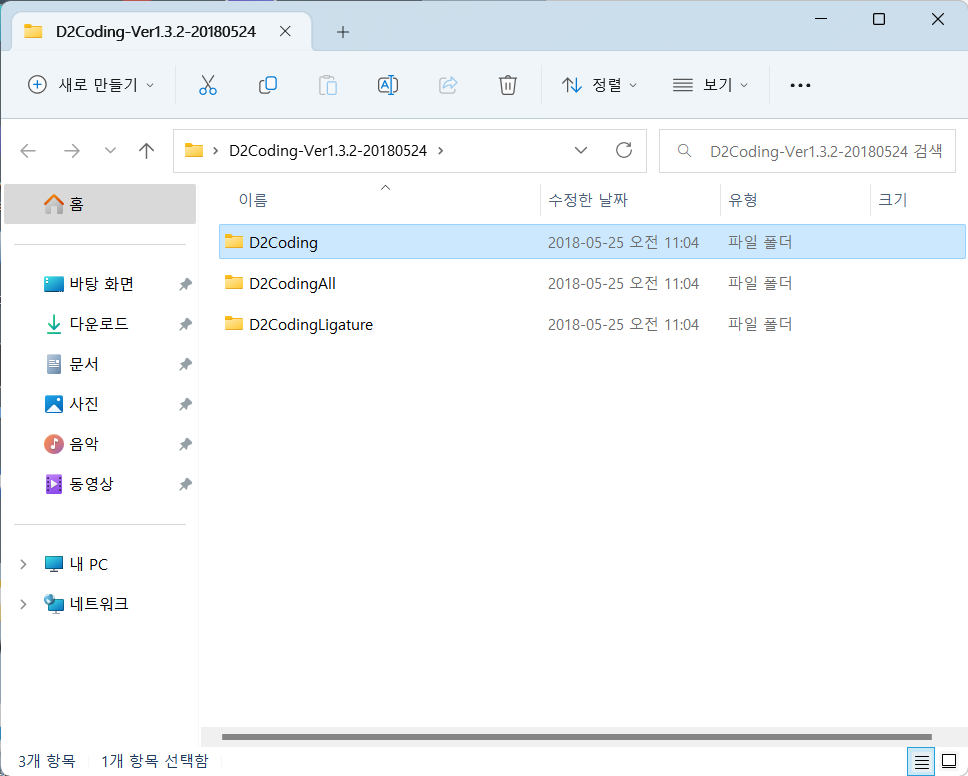 D2Coding-Ver1.3.2-20180524
새로 만들기 정렬 보기
D2Coding-Ver1.3.2-20180524 D2Coding-Ver1.3.2-20180524 검색
홈 이름 수정한 날짜 유형 크기
D2Coding 2018-05-25 오전 11:04 파일 폴더
바탕 화면 D2CodingAll 2018-05-25 오전 11:04 파일 폴더
다운로드 D2CodingLigature 2018-05-25 오전 11:04 파일 폴더
문서
사진
음악
동영상
내 PC
네트워크
3개 항목 1개 항목 선택함